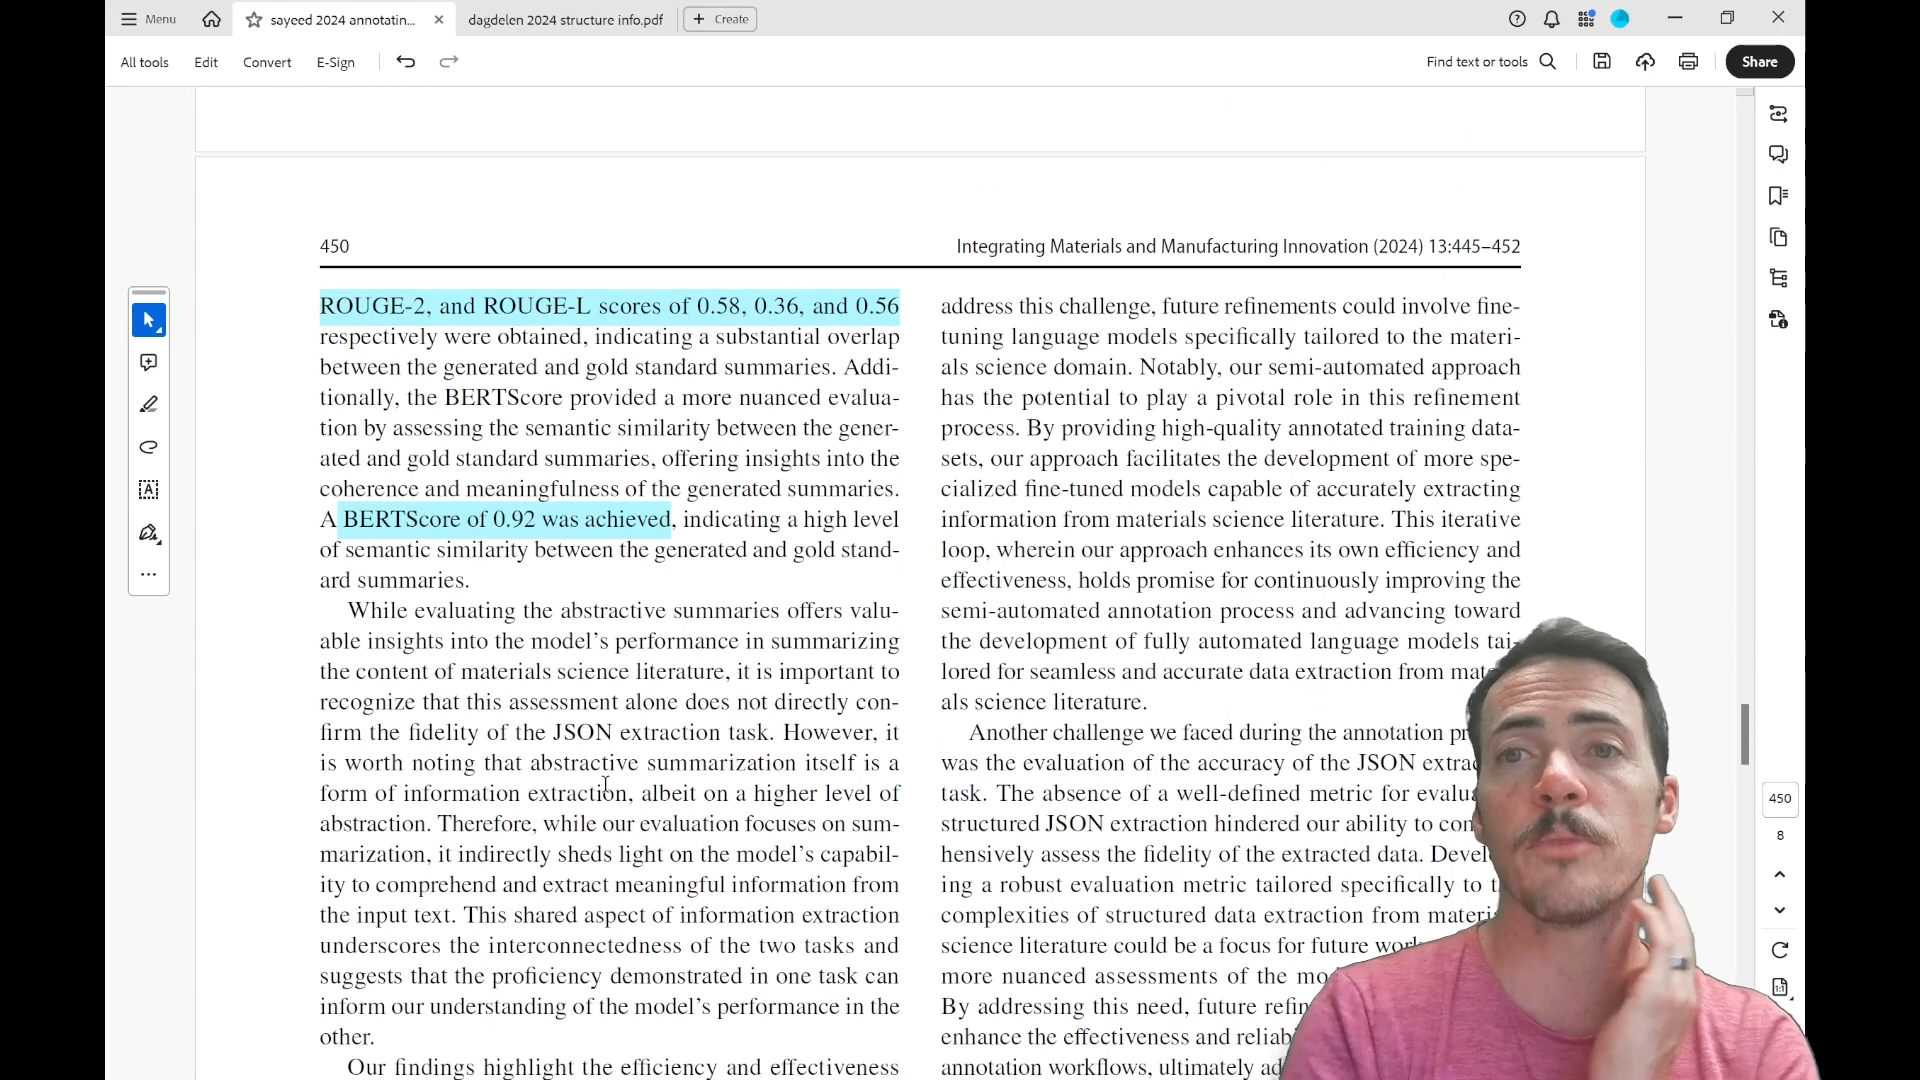 Menu
sayeed 2024 annotatin...
dagdelen 2024 structure info.pdf
Create
All tools
Edit
Convert
E-Sign
Find text or tools
Share
450
Integrating Materials and Manufacturing Innovation (2024) 13:445–452
ROUGE-2, and ROUGE-L scores of 0.58, 0.36, and 0.56
respectively were obtained, indicating a substantial overlap
between the generated and gold standard summaries. Addi-
tionally, the BERTScore provided a more nuanced evalua-
tion by assessing the semantic similarity between the gener-
ated and gold standard summaries, offering insights into the
coherence and meaningfulness of the generated summaries.
A BERTScore of 0.92 was achieved, indicating a high level
of semantic similarity between the generated and gold stand-
ard summaries.
While evaluating the abstractive summaries offers valu-
able insights into the model's performance in summarizing
the content of materials science literature, it is important to
recognize that this assessment alone does not directly con-
firm the fidelity of the JSON extraction task. However, it
is worth noting that abstractive summarization itself is a
form of information extraction, albeit on a higher level of
abstraction. Therefore, while our evaluation focuses on sum-
marization, it indirectly sheds light on the model's capabil-
ity to comprehend and extract meaningful information from
the input text. This shared aspect of information extraction
underscores the interconnectedness of the two tasks and
suggests that the proficiency demonstrated in one task can
inform our understanding of the model's performance in the
other.
Our findings highlight the efficiency and effectiveness
address this challenge, future refinements could involve fine-
tuning language models specifically tailored to the materi-
als science domain. Notably, our semi-automated approach
has the potential to play a pivotal role in this refinement
process. By providing high-quality annotated training data-
sets, our approach facilitates the development of more spe-
cialized fine-tuned models capable of accurately extracting
information from materials science literature. This iterative
loop, wherein our approach enhances its own efficiency and
effectiveness, holds promise for continuously improving the
semi-automated annotation process and advancing toward
the development of fully automated language models tai-
lored for seamless and accurate data extraction from mat
als science literature.
Another challenge we faced during the annotation p
was the evaluation of the accuracy of the JSON extrac
task. The absence of a well-defined metric for evalu
structured JSON extraction hindered our ability to con
hensively assess the fidelity of the extracted data. Devel
ing a robust evaluation metric tailored specifically to t
complexities of structured data extraction from materi
science literature could be a focus for future work
more nuanced assessments of the mo
By addressing this need, future refin
enhance the effectiveness and reliab
annotation workflows, ultimately ad
450
8